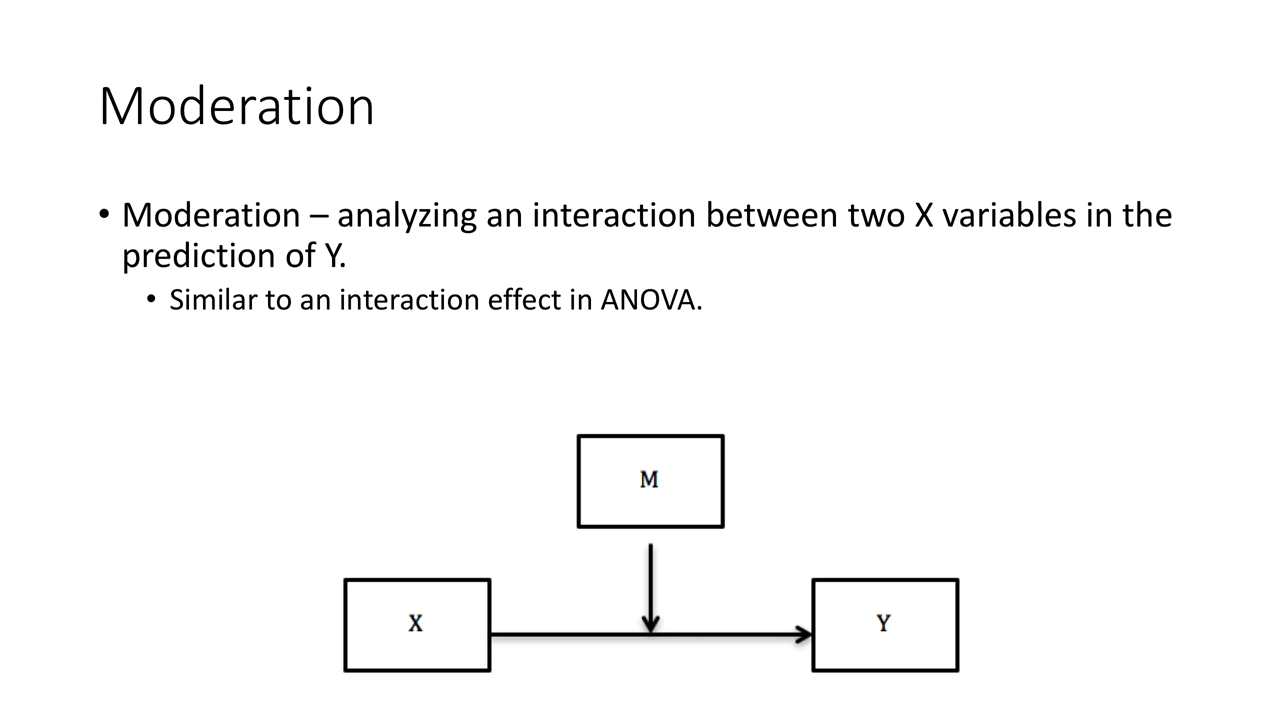 Moderation
• Moderation – analyzing an interaction between two X variables in the
prediction of Y.
• Similar to an interaction effect in ANOVA.
M
X
Y